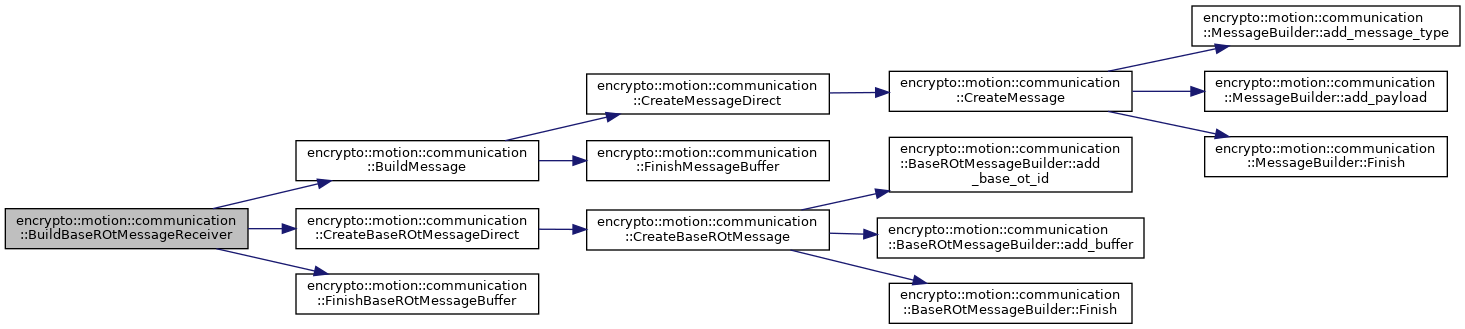 encrypto::motion::communication
::BuildBaseROtMessageReceiver
encrypto::motion::communication
::BuildMessage
encrypto::motion::communication
::CreateBaseROtMessageDirect
encrypto::motion::communication
::FinishBaseROtMessageBuffer
encrypto::motion::communication
::CreateMessageDirect
encrypto::motion::communication
::FinishMessageBuffer
encrypto::motion::communication
::CreateBaseROtMessage
encrypto::motion::communication
::CreateMessage
encrypto::motion::communication
::BaseROtMessageBuilder::add
_base_ot_id
encrypto::motion::communication
::BaseROtMessageBuilder::add_buffer
encrypto::motion::communication
::BaseROtMessageBuilder::Finish
encrypto::motion::communication
::MessageBuilder::add_message_type
encrypto::motion::communication
::MessageBuilder::add_payload
encrypto::motion::communication
::MessageBuilder::Finish